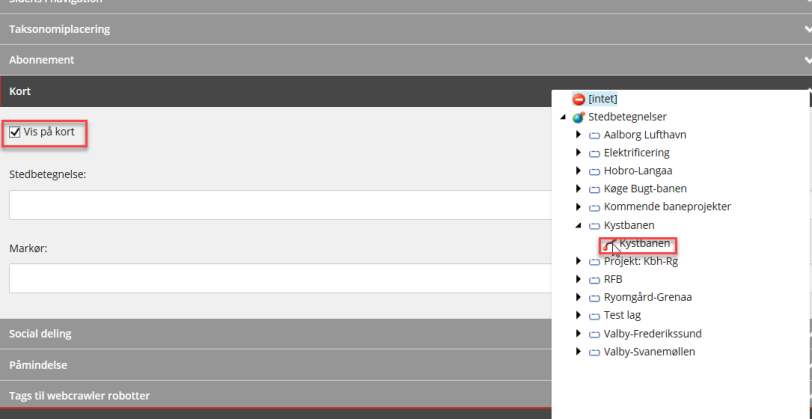 Sidens i navigation
Taksonomiplacering
Abonnement
Kort
Vis på kort
Stedbetegnelse:
Markør:
Social deling
Påmindelse
Tags til webcrawler robotter
[intet]
Stedbetegnelser
Aalborg Lufthavn
Elektrificering
Hobro-Langaa
Køge Bugt-banen
Kommende baneprojekter
Kystbanen
Kystbanen
Projekt: Kbh-Rg
RFB
Ryomgård-Grenaa
Test lag
Valby-Frederikssund
Valby-Svanemøllen